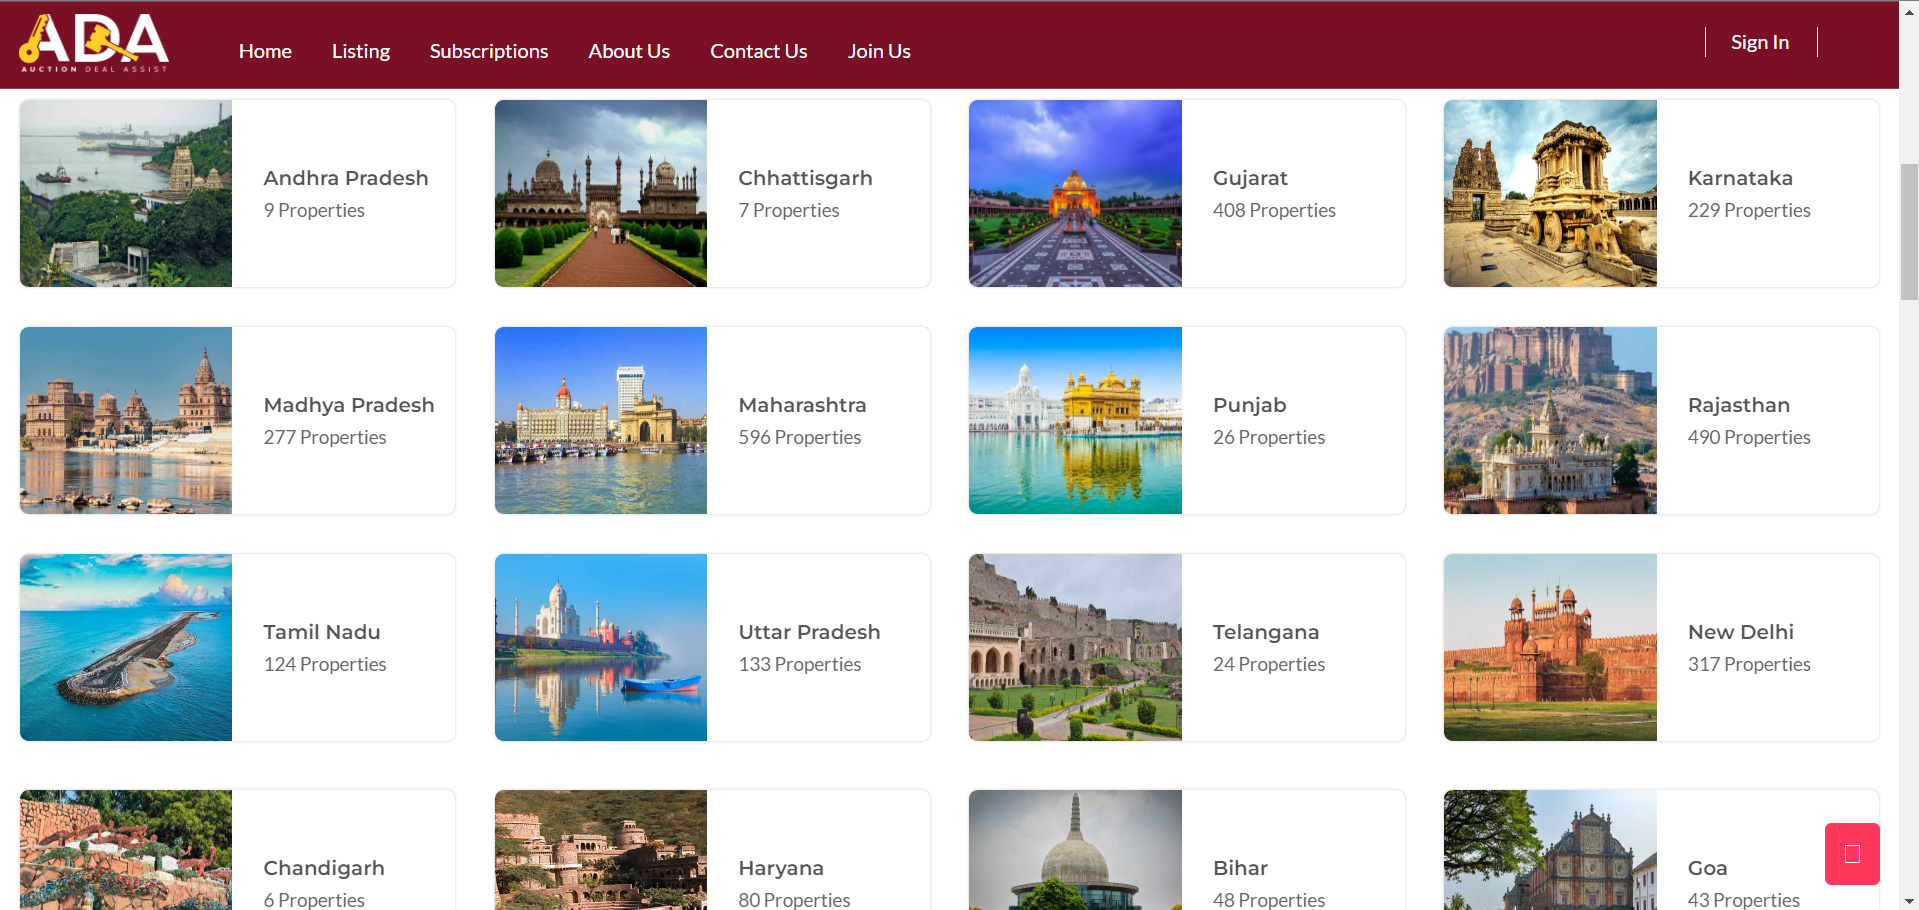 ADA
AUCTION DEAL ASSIST
Home
Listing
Subscriptions
About Us
Contact Us
Join Us
Sign In
Andhra Pradesh
9 Properties
Chhattisgarh
7 Properties
Gujarat
408 Properties
Karnataka
229 Properties
Madhya Pradesh
277 Properties
Maharashtra
596 Properties
Punjab
26 Properties
Rajasthan
490 Properties
Tamil Nadu
124 Properties
Uttar Pradesh
133 Properties
Telangana
24 Properties
New Delhi
317 Properties
Chandigarh
6 Properties
Haryana
80 Properties
Bihar
48 Properties
Goa
43 Properties